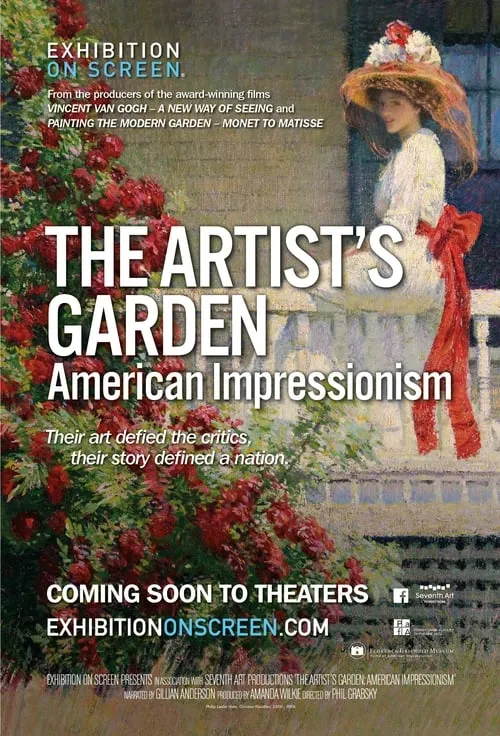 EXHIBITION
ON SCREEN®
From the producers of the award-winning films
VINCENT VAN GOGH – A NEW WAY OF SEEING and
PAINTING THE MODERN GARDEN – MONET TO MATISSE
THE ARTIST'S
GARDEN
American Impressionism
Their art defied the critics,
their story defined a nation.
COMING SOON TO THEATERS
f
Seventh Art
EXHIBITIONONSCREEN.COM
Florence Griswold Museum
EXHIBITION ON SCREEN PRESENTS IN ASSOCIATION WITH SEVENTH ART PRODUCTIONS 'THE ARTIST'S GARDEN: AMERICAN IMPRESSIONISM'
NARRATED BY GILLIAN ANDERSON PRODUCED BY AMANDA WILKIE DIRECTED BY PHIL GRABSKY